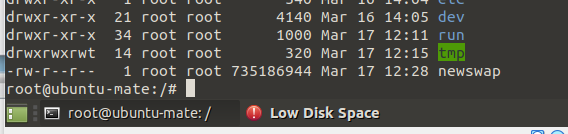 drwxr-xr-x 1 root root 340 Mar 16 14:04 etc
drwxr-xr-x 21 root root 4140 Mar 16 14:05 dev
drwxr-xr-x 34 root root 1000 Mar 17 12:11 run
drwxrwxrwt 14 root root 320 Mar 17 12:15 tmp
-rw-r--r-- 1 root root 735186944 Mar 17 12:28 newswap
root@ubuntu-mate:/#
root@ubuntu-mate: / Low Disk Space